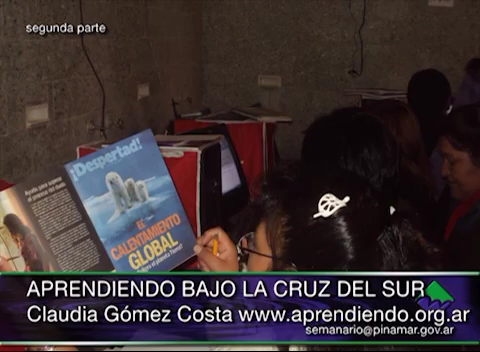 segunda parte
¡Despertad!
EL
CALENTAMIENTO
GLOBAL
APRENDIENDO BAJO LA CRUZ DEL SUR
Claudia Gómez Costa www.aprendiendo.org.ar
semanario@pinamar.gov.ar